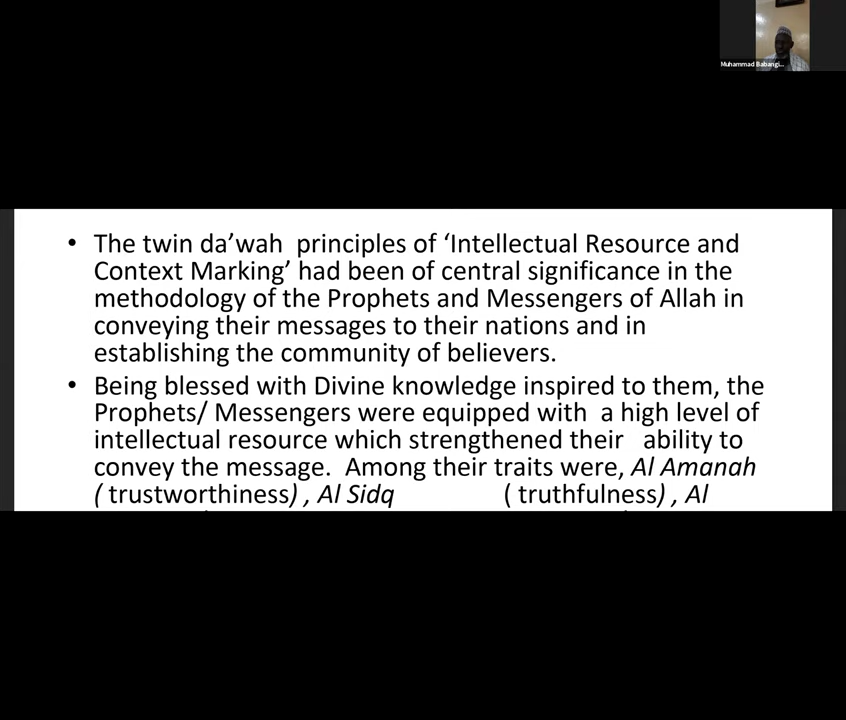 Muhammad Babangi...
• The twin da’wah principles of ‘Intellectual Resource and
Context Marking’ had been of central significance in the
methodology of the Prophets and Messengers of Allah in
conveying their messages to their nations and in
establishing the community of believers.
• Being blessed with Divine knowledge inspired to them, the
Prophets/ Messengers were equipped with a high level of
intellectual resource which strengthened their ability to
convey the message. Among their traits were, Al Amanah
( trustworthiness) , Al Sidq ( truthfulness) , Al